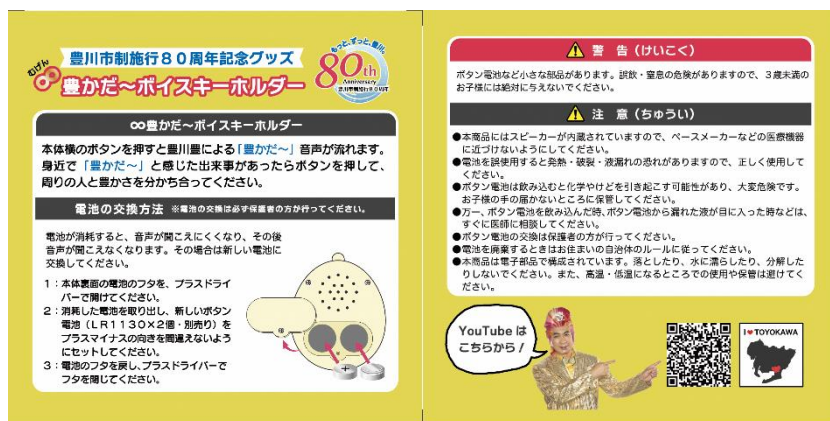 豊川市制施行80周年記念グッズ
むげん
∞豊かだ~ボイスキーホルダー
もっと、ずっと、豊川。
80th
Anniversary
豊川市制施行80周年
∞豊かだ~ボイスキーホルダー
本体横のボタンを押すと豊川豊による「豊かだ~」音声が流れます。
身近で「豊かだ~」と感じた出来事があったらボタンを押して、
周りの人と豊かさを分かち合ってください。
電池の交換方法 ※電池の交換は必ず保護者の方が行ってください。
電池が消耗すると、音声が聞こえにくくなり、その後
音声が聞こえなくなります。その場合は新しい電池に
交換してください。
1:本体裏面の電池のフタを、プラスドライ
バーで開けてください。
2:消耗した電池を取り出し、新しいボタン
電池(LR1130×2個・別売り)を
プラスマイナスの向きを間違えないよう
にセットしてください。
3:電池のフタを戻し、プラスドライバーで
フタを閉じてください。
+
警 告(けいこく)
ボタン電池など小さな部品があります。誤飲・窒息の危険がありますので、3歳未満の
お子様には絶対に与えないでください。
注 意(ちゅうい)
●本商品にはスピーカーが内蔵されていますので、ペースメーカーなどの医療機器
に近づけないようにしてください。
●電池を誤使用すると発熱・破裂・液漏れの恐れがありますので、正しく使用して
ください。
●ボタン電池は飲み込むと化学やけどを引き起こす可能性があり、大変危険です。
お子様の手の届かないところに保管してください。
●万一、ボタン電池を飲み込んだ時、ボタン電池から漏れた液が目に入った時などは、
すぐに医師に相談してください。
●ボタン電池の交換は保護者の方が行ってください。
●電池を廃棄するときはお住まいの自治体のルールに従ってください。
●本商品は電子部品で構成されています。落としたり、水に濡らしたり、分解した
りしないでください。また、高温・低温になるところでの使用や保管は避けてく
ださい。
YouTubeは
こちらから!
I♥TOYOKAWA